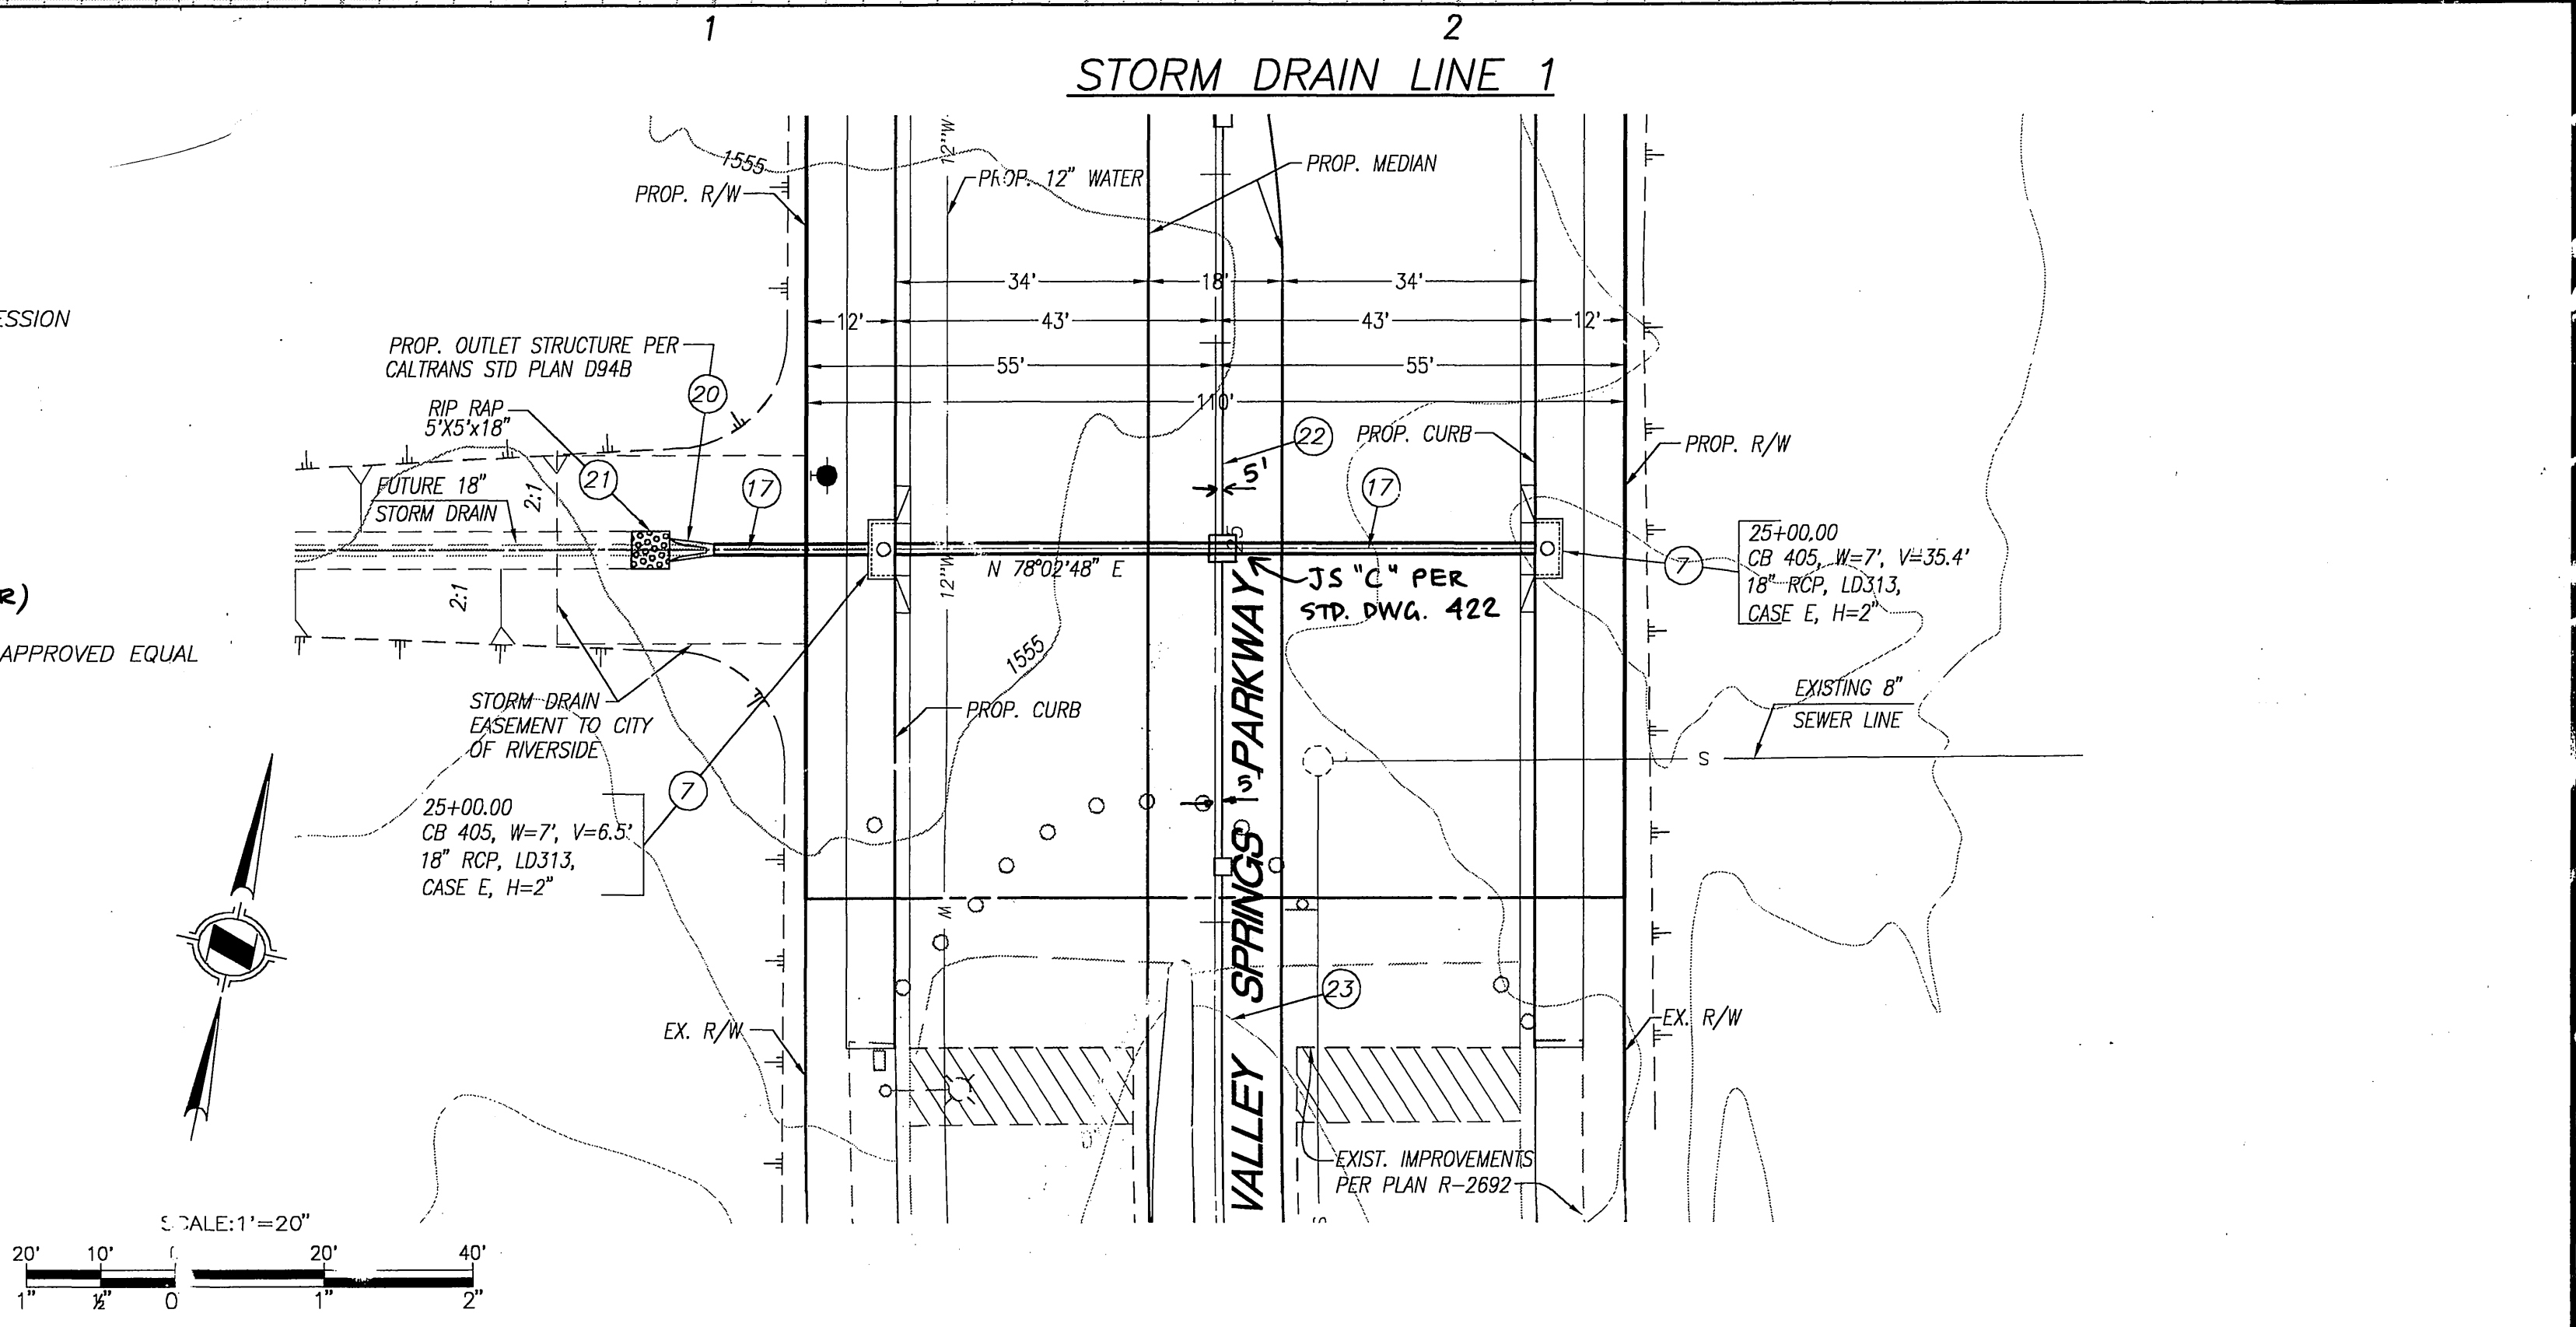 1
2
STORM DRAIN LINE 1
1555
12"W
PROP. 12" WATER
PROP. MEDIAN
PROP. R/W
34'
18'
34'
ESSION
12'
43'
43'
12'
PROP. OUTLET STRUCTURE PER
CALTRANS STD PLAN D94B
55'
55'
20
110'
RIP RAP
5'X5'x18"
22
PROP. CURB
PROP. R/W
5'
21
17
17
FUTURE 18"
STORM DRAIN
2:1
25+00.00
CB 405, W=7', V=35.4'
18" RCP, LD313,
CASE E, H=2"
7
N 78°02'48" E
12"W
JS "C" PER
STD. DWG. 422
2:1
R)
APPROVED EQUAL
1555
STORM DRAIN
EASEMENT TO CITY
OF RIVERSIDE
PROP. CURB
EXISTING 8"
SEWER LINE
S
5'
7
25+00.00
CB 405, W=7', V=6.5'
18" RCP, LD313,
CASE E, H=2"
VALLEY SPRINGS PARKWAY
W
23
EX. R/W
EX. R/W
EXIST. IMPROVEMENTS
PER PLAN R-2692
S
SCALE:1'=20"
20' 10' 20' 40'
1" ½" 0 1" 2"